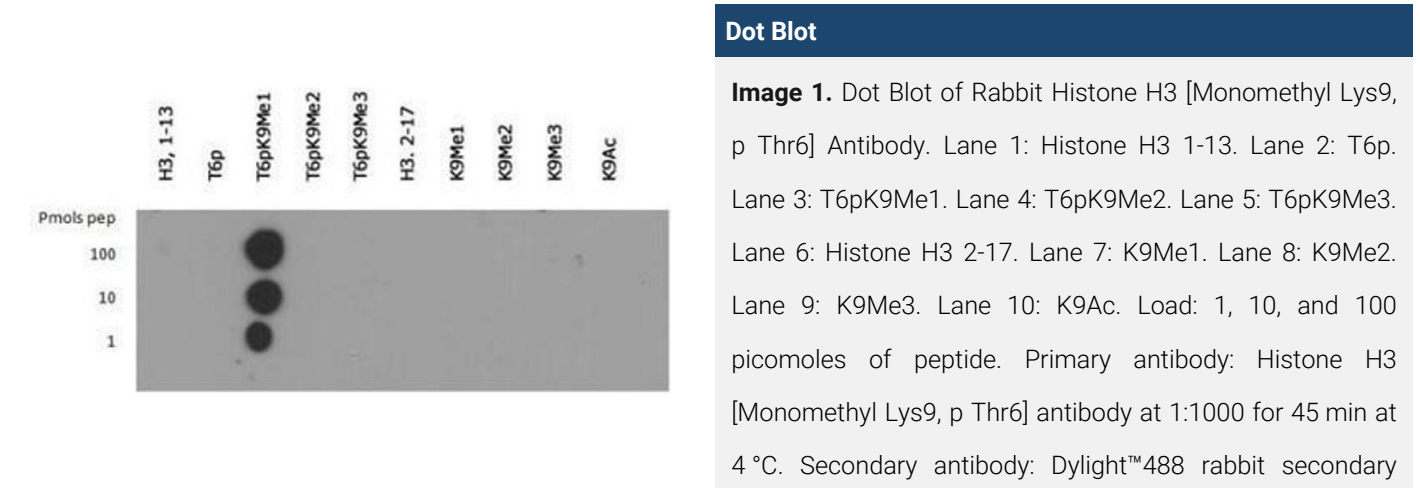 H3, 1-13
T6p
T6pK9Me1
T6pK9Me2
T6pK9Me3
H3. 2-17
K9Me1
K9Me2
K9Me3
K9Ac
Pmols pep
100
10
1
Dot Blot
Image 1. Dot Blot of Rabbit Histone H3 [Monomethyl Lys9,
p Thr6] Antibody. Lane 1: Histone H3 1-13. Lane 2: T6p.
Lane 3: T6pK9Me1. Lane 4: T6pK9Me2. Lane 5: T6pK9Me3.
Lane 6: Histone H3 2-17. Lane 7: K9Me1. Lane 8: K9Me2.
Lane 9: K9Me3. Lane 10: K9Ac. Load: 1, 10, and 100
picomoles of peptide. Primary antibody: Histone H3
[Monomethyl Lys9, p Thr6] antibody at 1:1000 for 45 min at
4 °C. Secondary antibody: Dylight™488 rabbit secondary